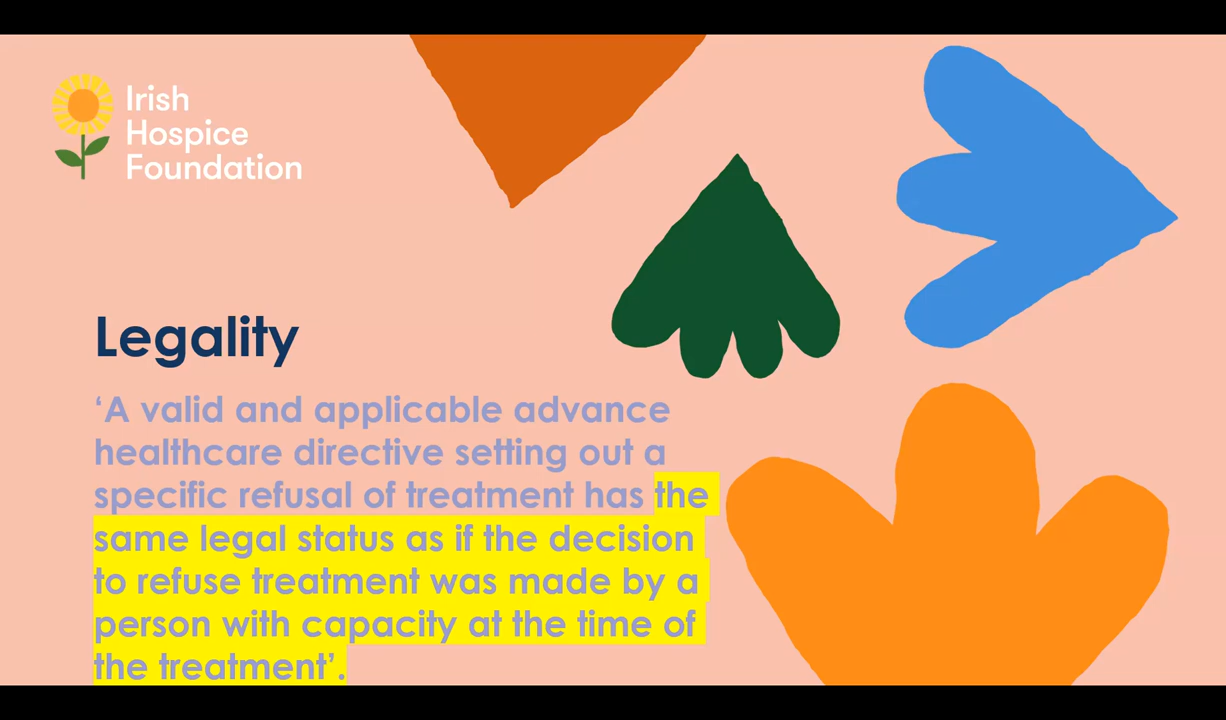 Irish
Hospice
Foundation
Legality
‘A valid and applicable advance
healthcare directive setting out a
specific refusal of treatment has the
same legal status as if the decision
to refuse treatment was made by a
person with capacity at the time of
the treatment’.